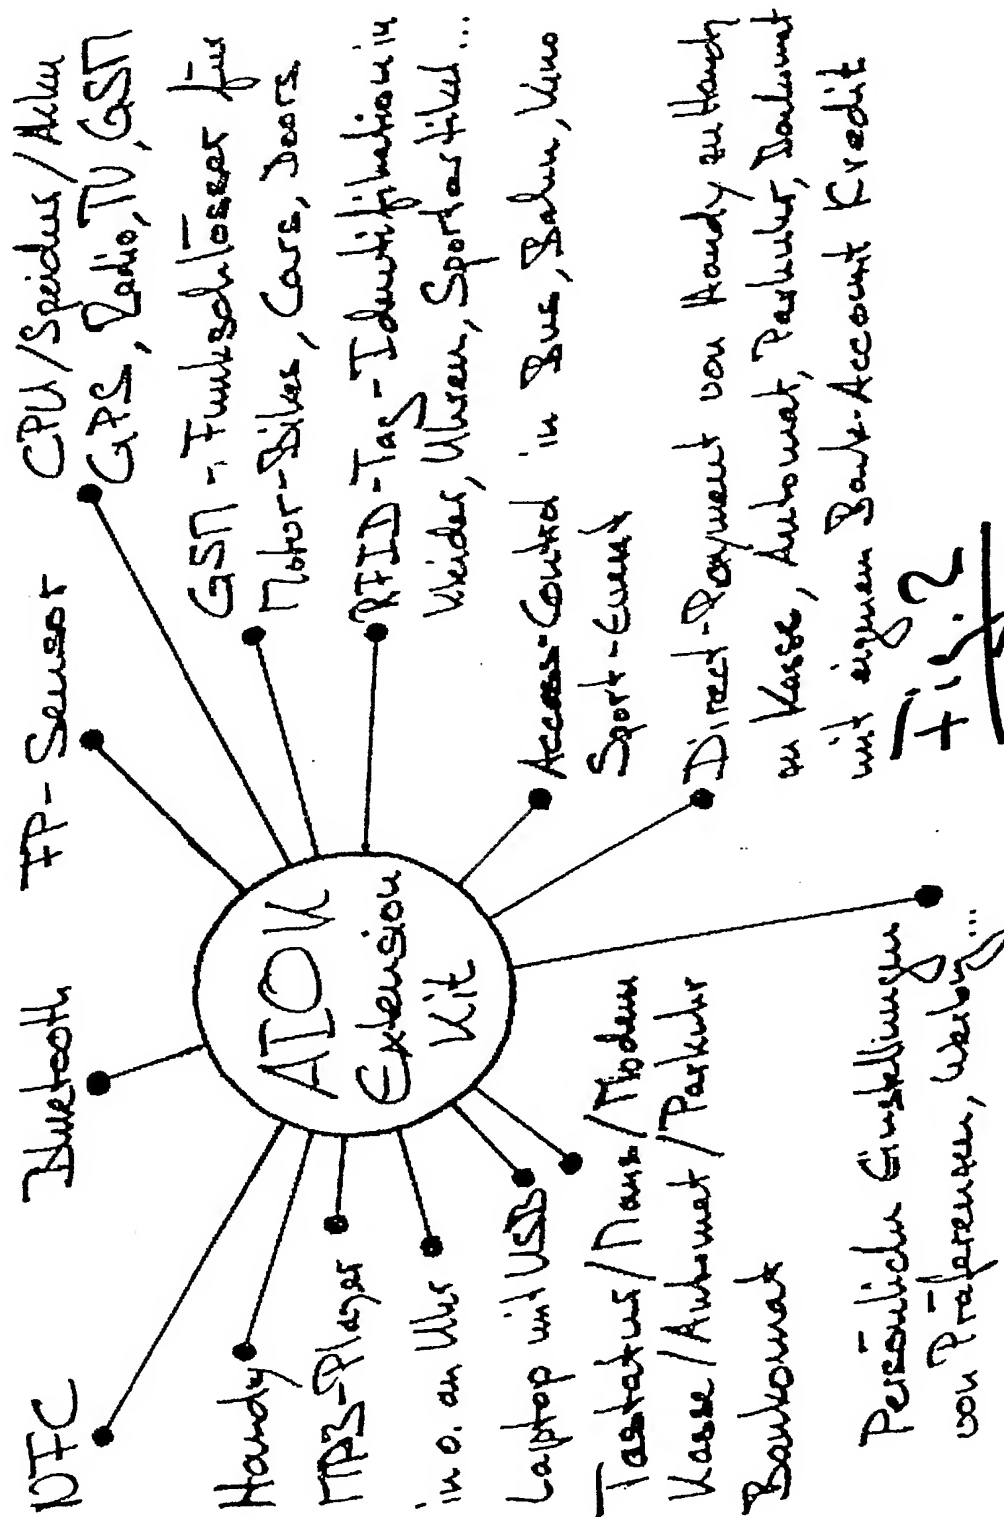 NFC
Bluetooth
FP-Sensor
CPU/Speicher/Akku
GPS, Radio, TV, GSM
Handy
MP3-Player
in o. an Uhr
Laptop mit USB
Tastatur/Maus/Modem
Kasse/Automat/Parkuhr
Bankomat
AIOK
Extension
Kit
GSM-Funkschlösser für
Motor-Bikes, Cars, Doors.
RFID-Tag-Identifikation in
Kleider, Uhren, Sportartikel...
Access-Control in Bus, Bahn, Kino
Sport-Event
Direct-Payment von Handy zu Handy
an Kasse, Automat, Parkuhr, Bankomat
mit eigenem Bank-Account Kredit
Persönliche Einstellungen
von Präferenzen, Werbung...
Fig. 2